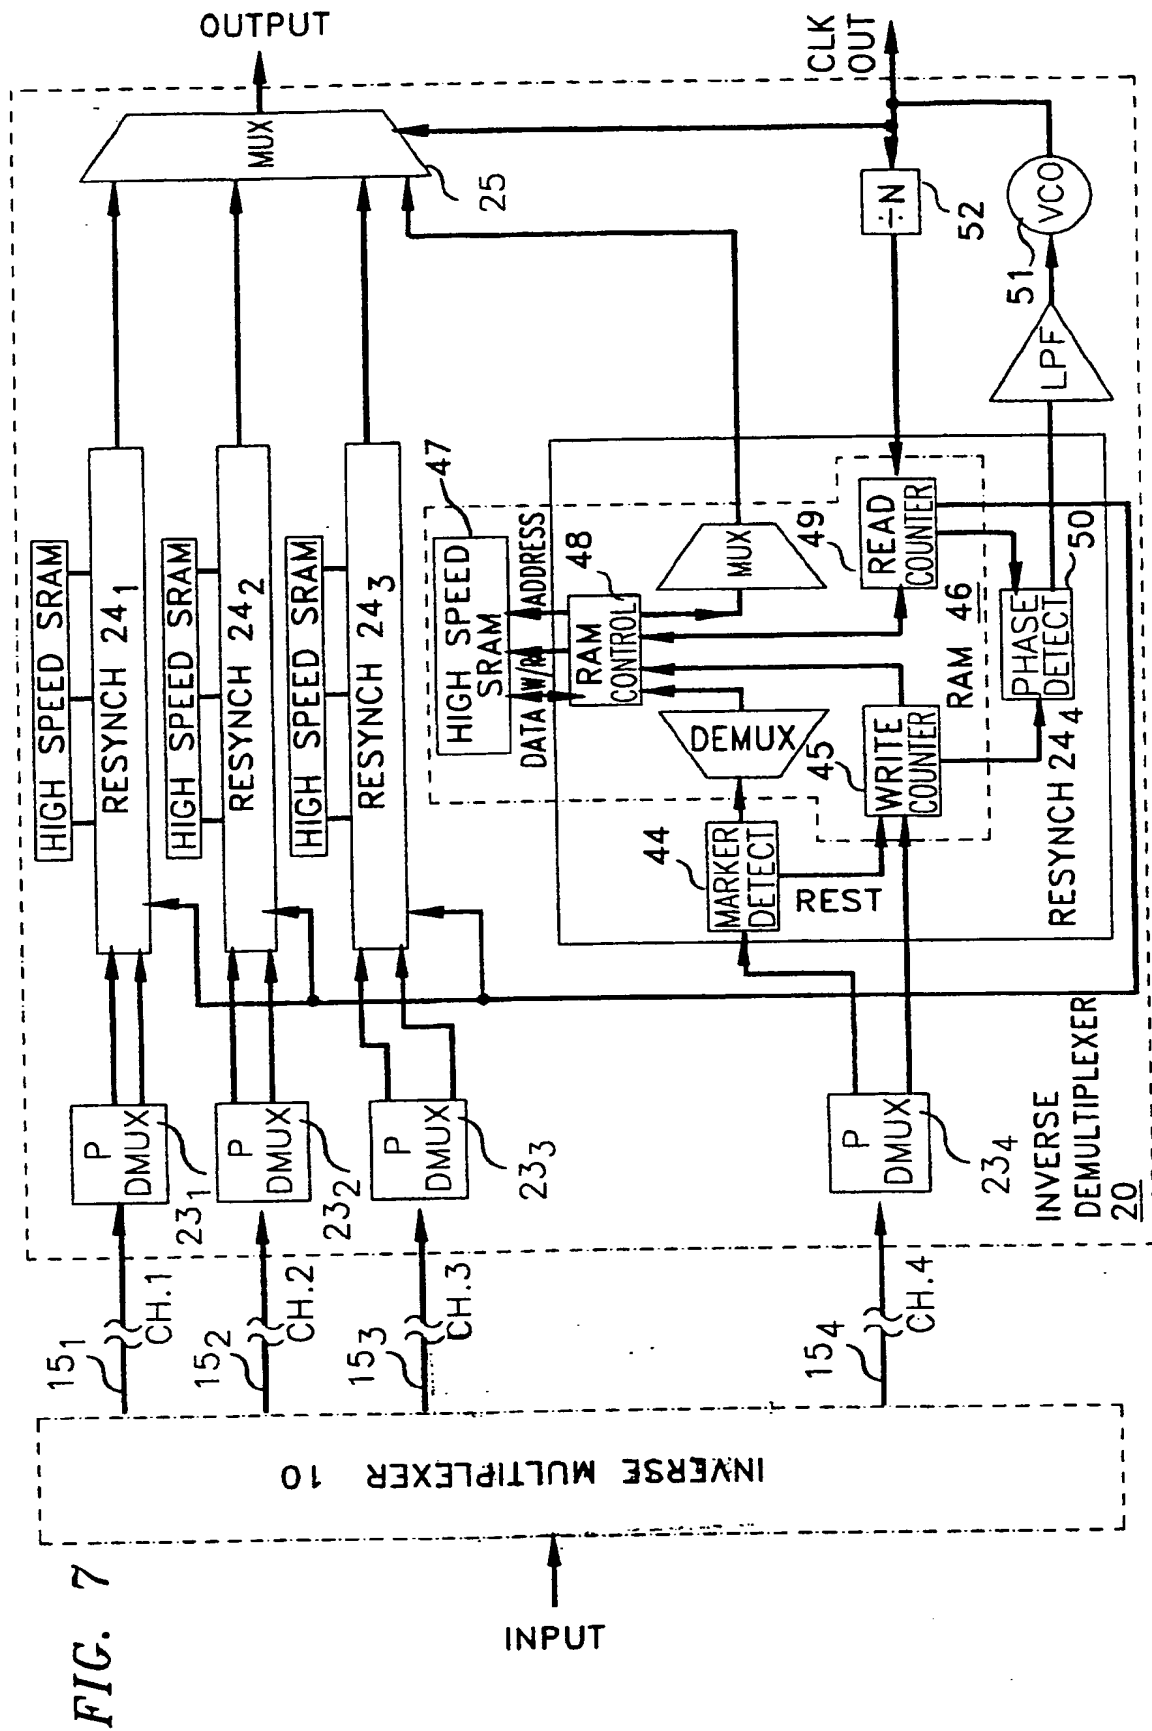 FIG. 7
INPUT
INVERSE MULTIPLEXER 10
15₁
CH.1
15₂
CH.2
15₃
CH.3
15₄
CH.4
P
DMUX
23₁
P
DMUX
23₂
P
DMUX
23₃
P
DMUX
23₄
INVERSE
DEMULTIPLEXER
20
HIGH SPEED SRAM
RESYNCH 24₁
HIGH SPEED SRAM
RESYNCH 24₂
HIGH SPEED SRAM
RESYNCH 24₃
47
HIGH SPEED
SRAM
DATA
W/R
ADDRESS
48
RAM
CONTROL
44
MARKER
DETECT
REST
DEMUX
MUX
45
WRITE
COUNTER
49
READ
COUNTER
RAM 46
PHASE
DETECT
50
RESYNCH 24₄
MUX
25
OUTPUT
÷N
52
CLK
OUT
LPF
51
VCO